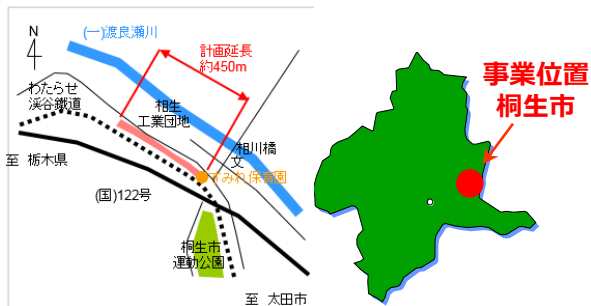 N
(一)渡良瀬川
計画延長
約450m
わたらせ
渓谷鐵道
相生
工業団地
相川橋
文
すみれ保育園
至 栃木県
(国)122号
桐生市
運動公園
至 太田市
事業位置
桐生市